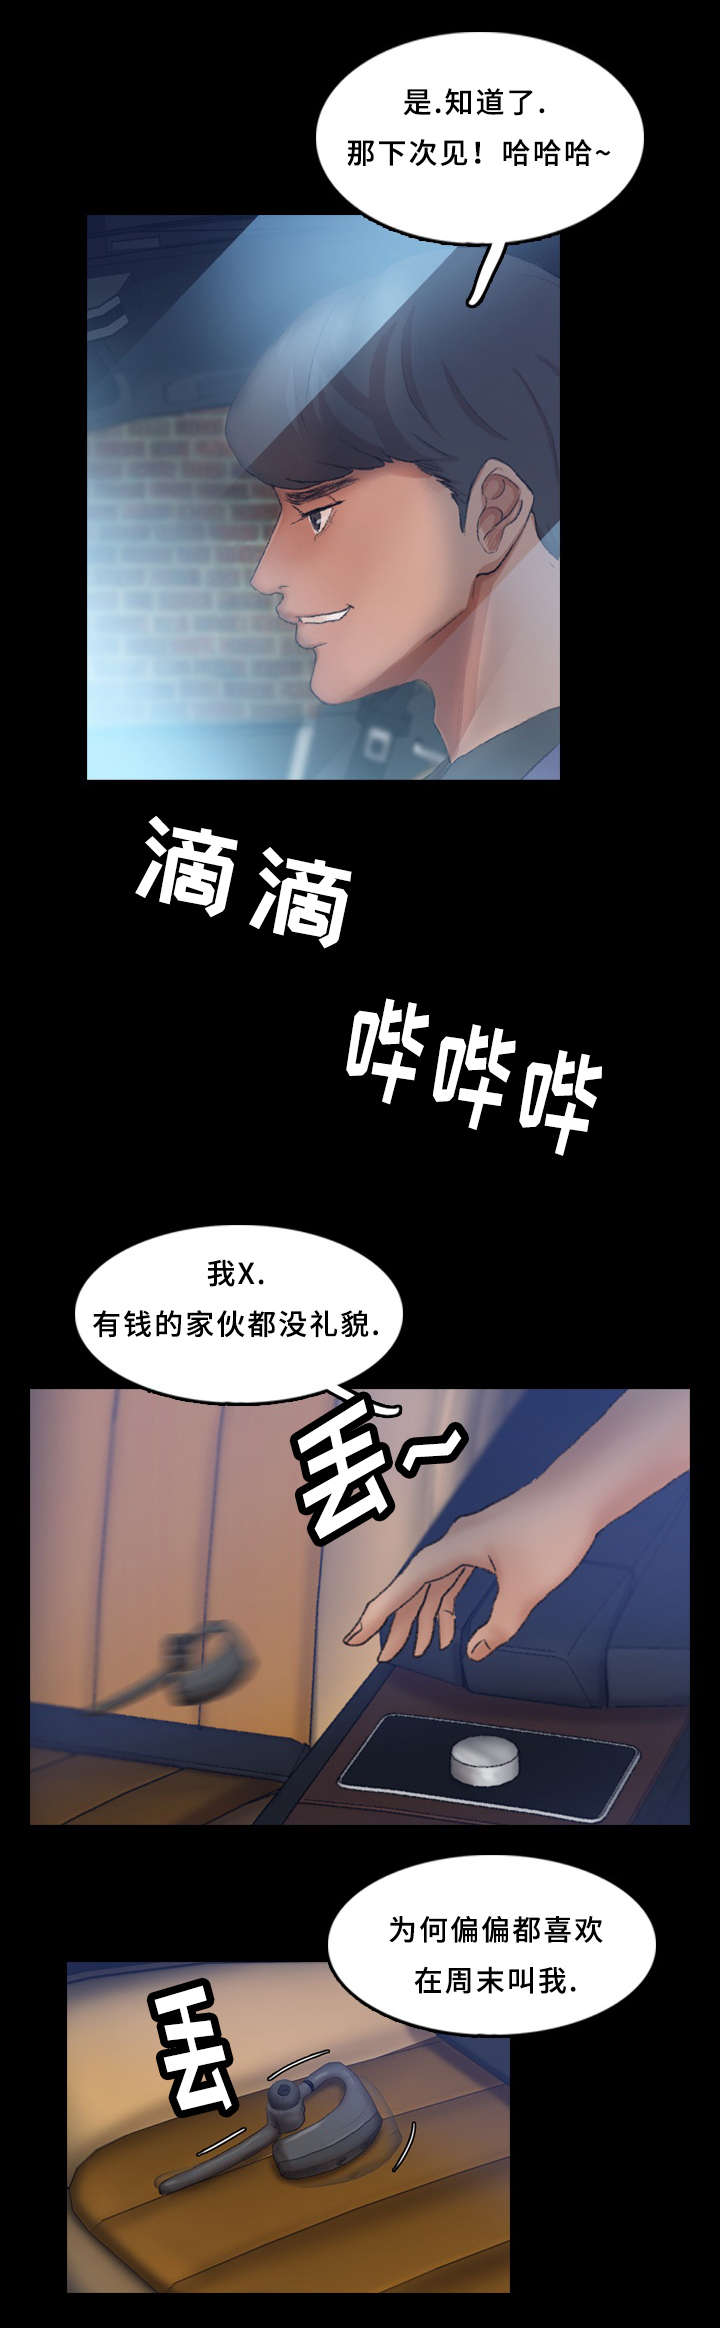 是.知道了.
那下次见！哈哈哈~
滴滴
哔哔哔
我X.
有钱的家伙都没礼貌.
丢~
为何偏偏都喜欢
在周末叫我.
丢